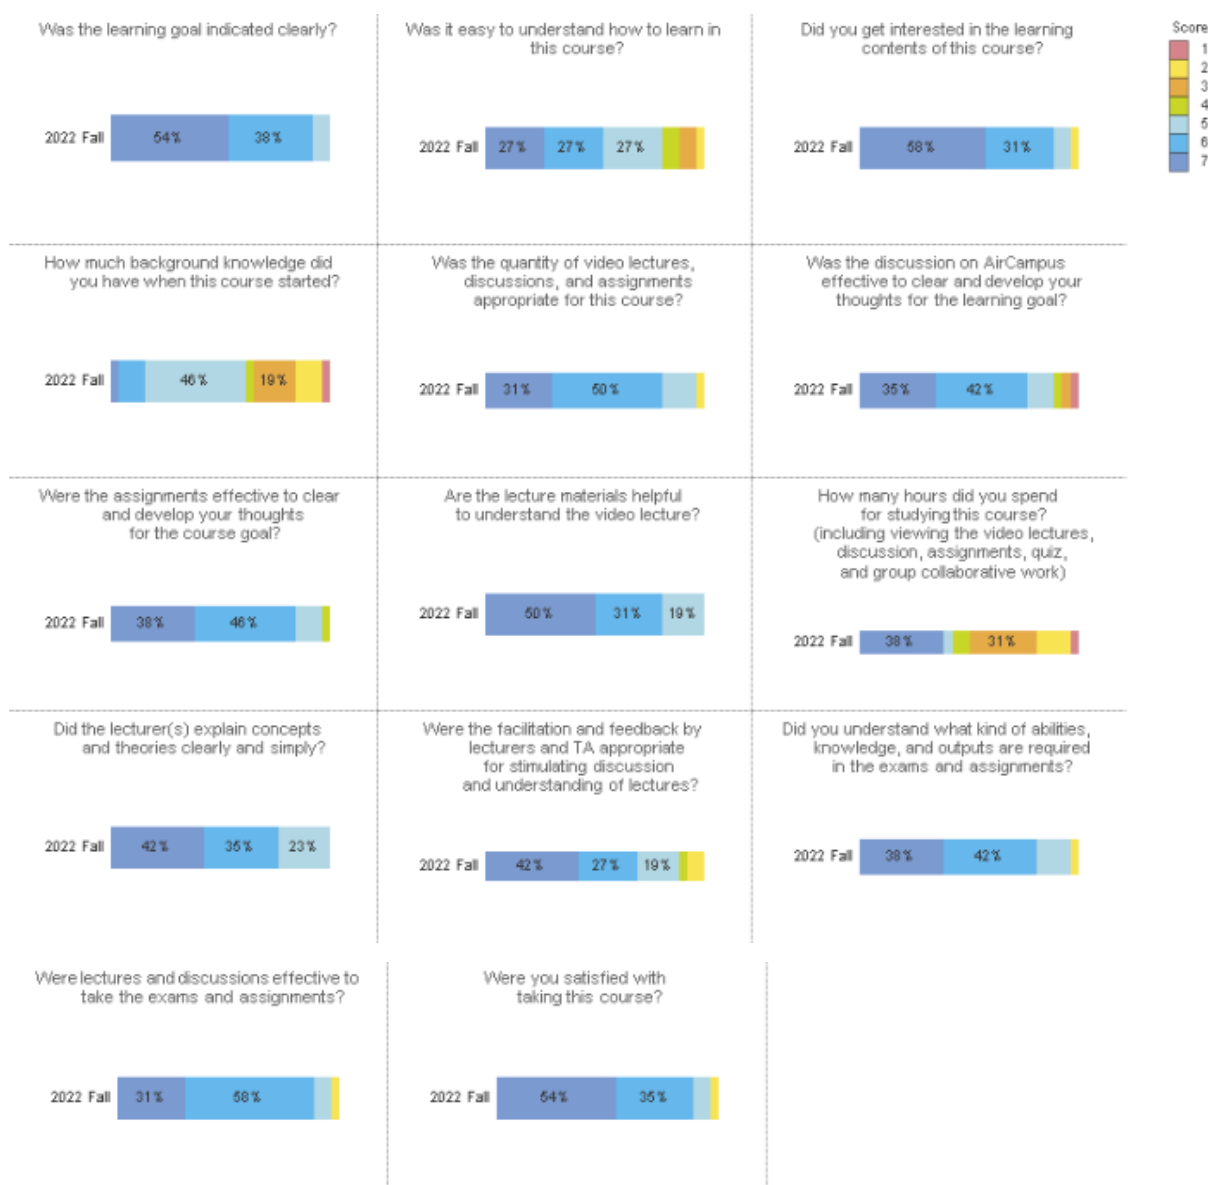 Was the learning goal indicated clearly?
2022 Fall
54%
38%
Was it easy to understand how to learn in
this course?
2022 Fall
27%
27%
27%
Did you get interested in the learning
contents of this course?
2022 Fall
58%
31%
Score
1
2
3
4
5
6
7
How much background knowledge did
you have when this course started?
2022 Fall
46%
19%
Was the quantity of video lectures,
discussions, and assignments
appropriate for this course?
2022 Fall
31%
50%
Was the discussion on AirCampus
effective to clear and develop your
thoughts for the learning goal?
2022 Fall
35%
42%
Were the assignments effective to clear
and develop your thoughts
for the course goal?
2022 Fall
38%
46%
Are the lecture materials helpful
to understand the video lecture?
2022 Fall
50%
31%
19%
How many hours did you spend
for studying this course?
(including viewing the video lectures,
discussion, assignments, quiz,
and group collaborative work)
2022 Fall
38%
31%
Did the lecturer(s) explain concepts
and theories clearly and simply?
2022 Fall
42%
35%
23%
Were the facilitation and feedback by
lecturers and TA appropriate
for stimulating discussion
and understanding of lectures?
2022 Fall
42%
27%
19%
Did you understand what kind of abilities,
knowledge, and outputs are required
in the exams and assignments?
2022 Fall
38%
42%
Were lectures and discussions effective to
take the exams and assignments?
2022 Fall
31%
58%
Were you satisfied with
taking this course?
2022 Fall
54%
35%